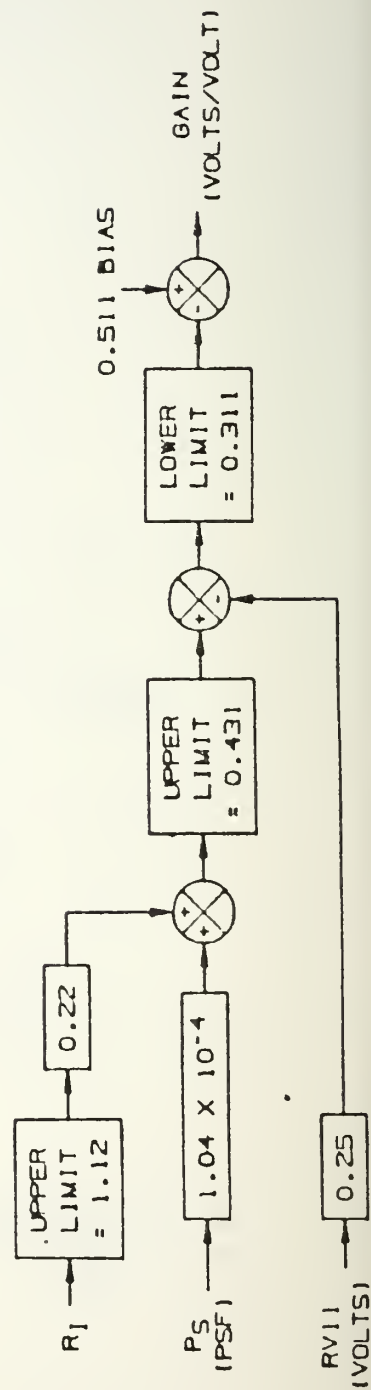 R_I
UPPER
LIMIT
= 1.12
0.22
P_S
(PSF)
1.04 X 10^-4
RV11
(VOLTS)
0.25
+
+
UPPER
LIMIT
= 0.431
+
-
LOWER
LIMIT
= 0.311
0.511 BIAS
+
-
GAIN
(VOLTS/VOLT)